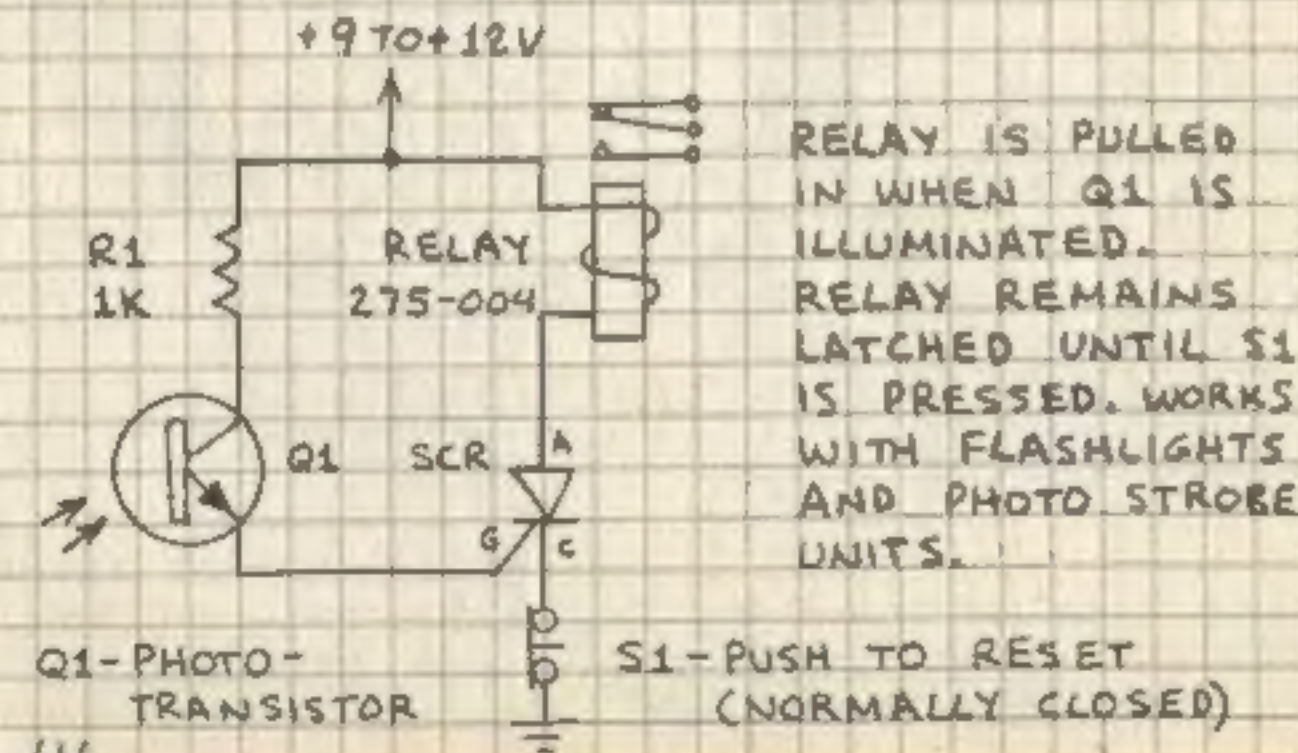 +9 TO +12V
RELAY IS PULLED
IN WHEN Q1 IS
ILLUMINATED.
RELAY REMAINS
LATCHED UNTIL S1
IS PRESSED. WORKS
WITH FLASHLIGHTS
AND PHOTO STROBE
UNITS.
R1
1K
RELAY
275-004
Q1
SCR
A
G
C
Q1-PHOTO-
TRANSISTOR
S1-PUSH TO RESET
(NORMALLY CLOSED)